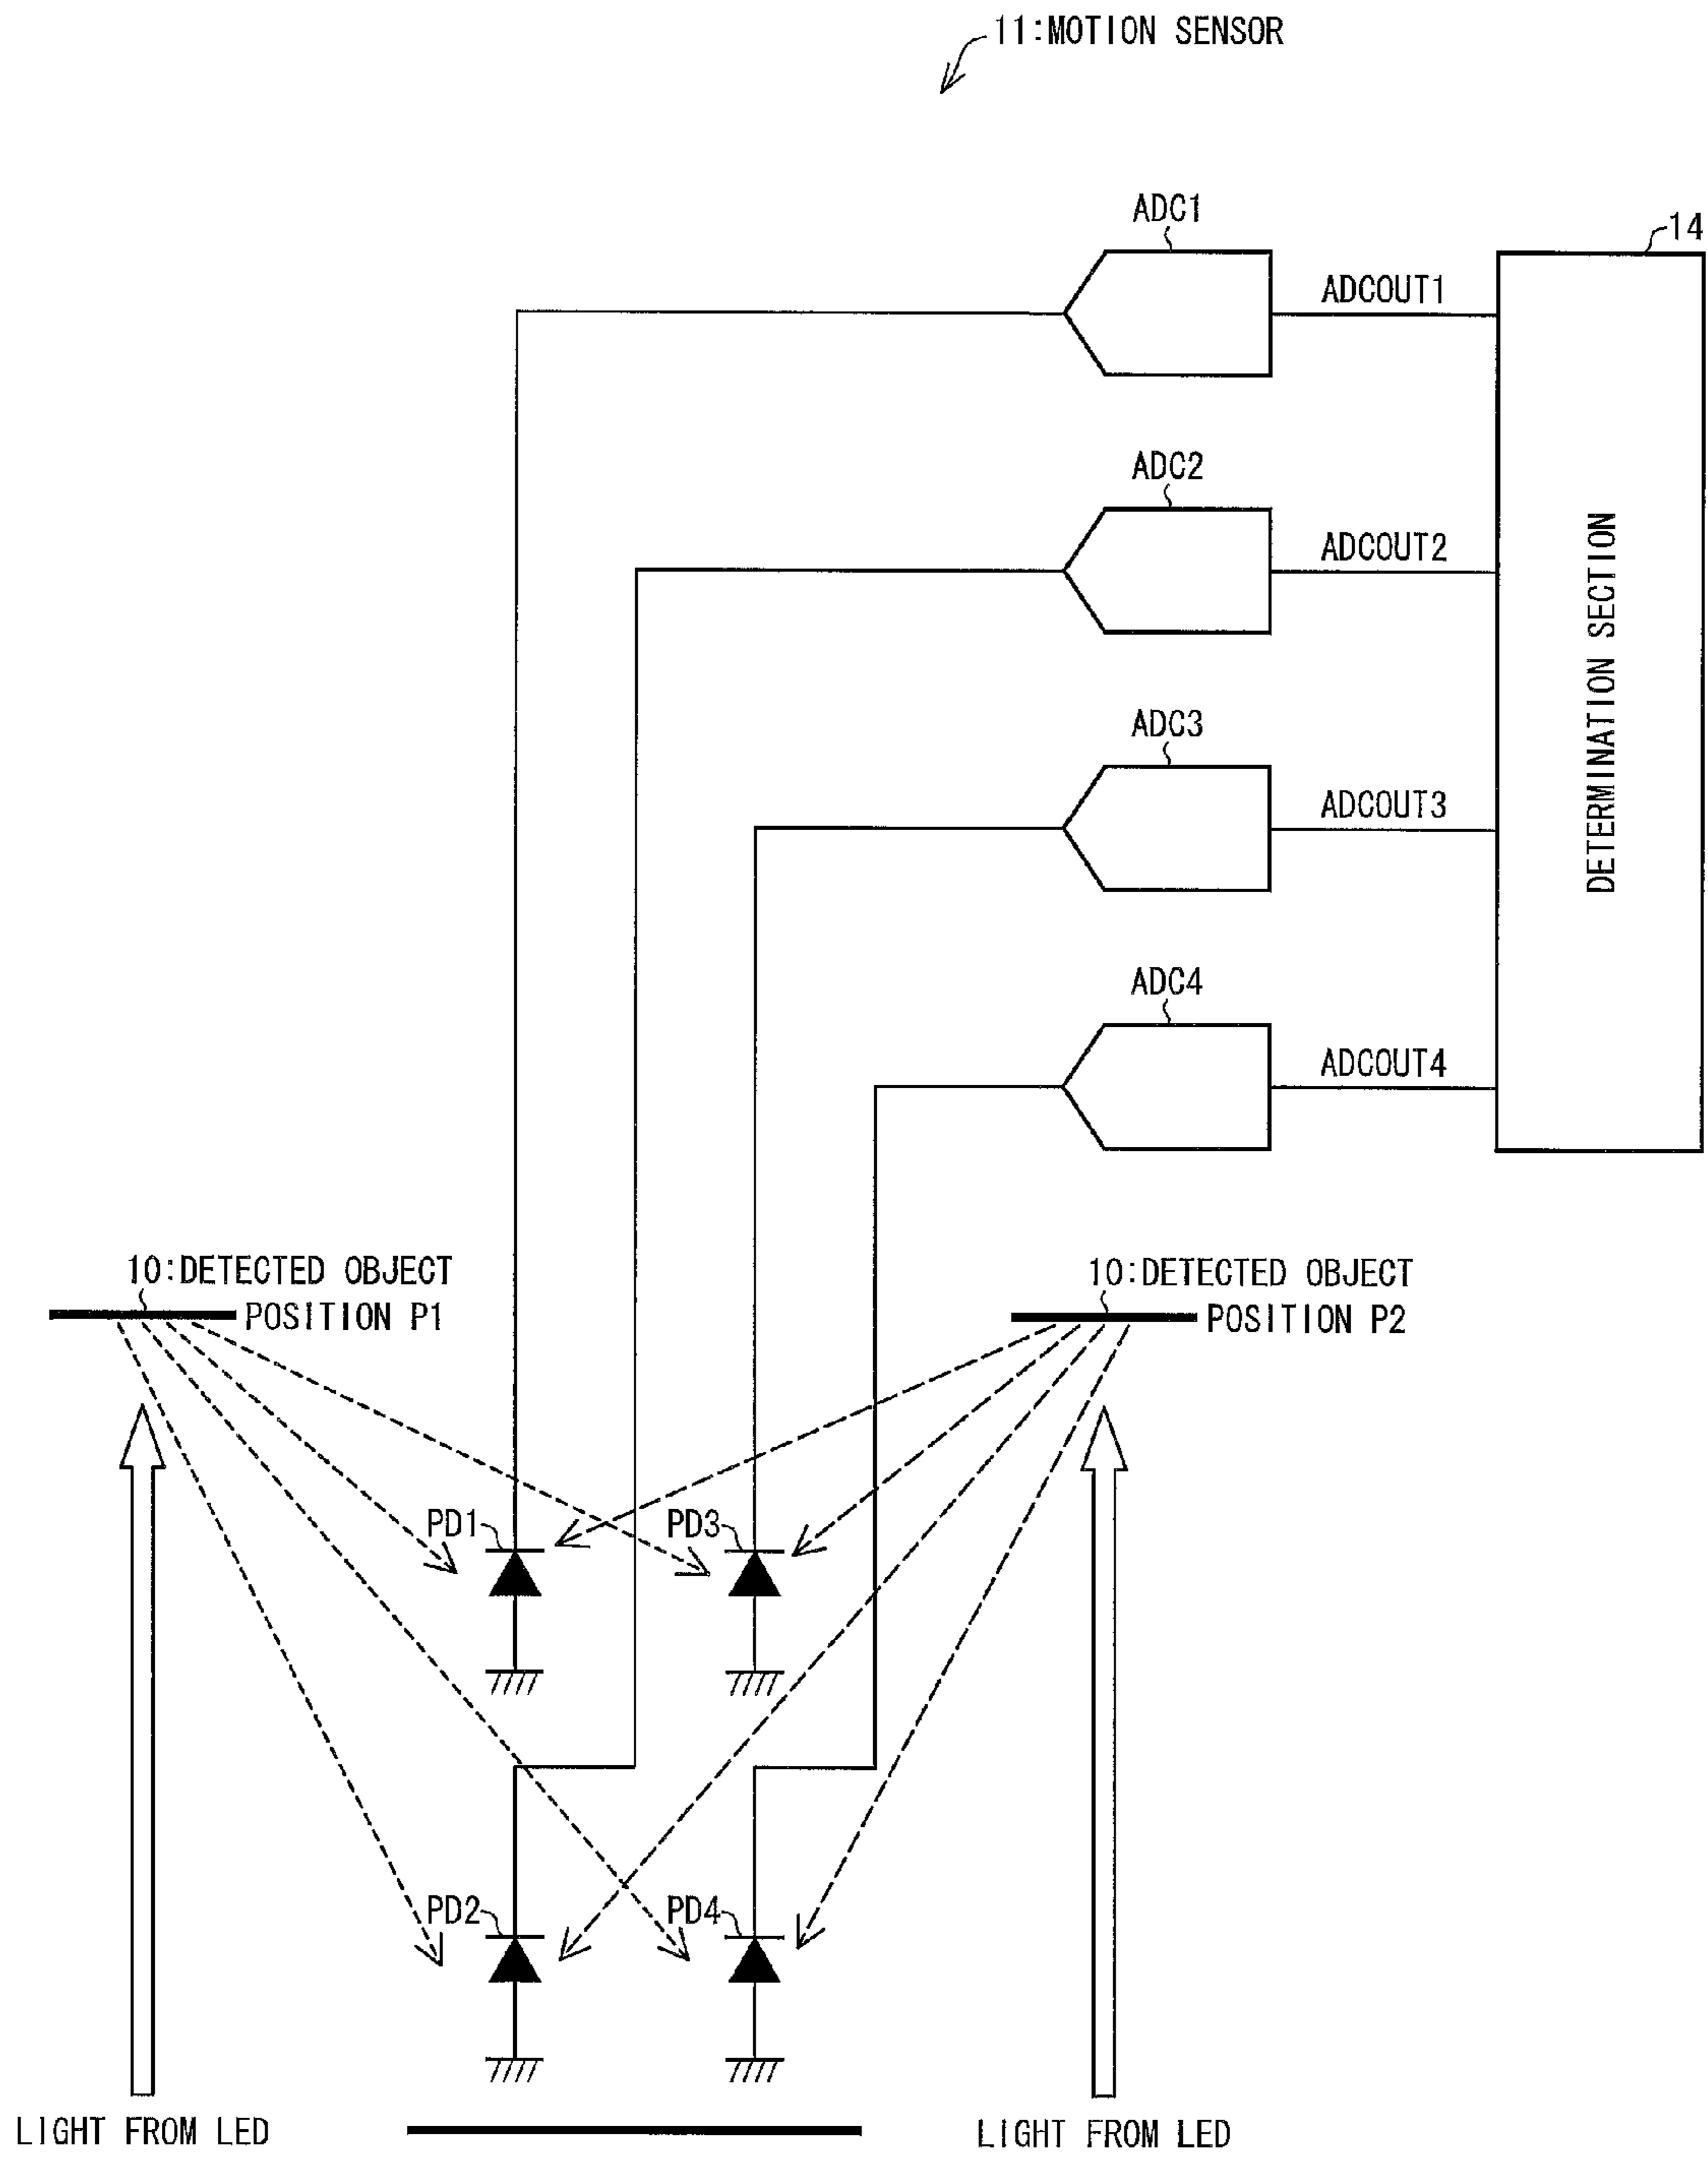 11:MOTION SENSOR
ADC1
14
ADCOUT1
ADC2
ADCOUT2
DETERMINATION SECTION
ADC3
ADCOUT3
ADC4
ADCOUT4
10:DETECTED OBJECT
POSITION P1
10:DETECTED OBJECT
POSITION P2
PD1
PD3
PD2
PD4
LIGHT FROM LED
LIGHT FROM LED